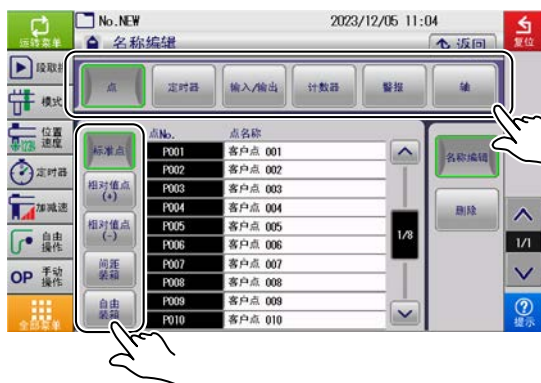 No.NEW 2023/12/05 11:04
运转菜单
名称编辑
返回
复位
段取
模式
位置
速度
定时器
加减速
自由
操作
OP 手动
操作
全部菜单
点 定时器 输入/输出 计数器 警报 轴
标准点
相对值点
(+)
相对值点
(-)
间距
装箱
自由
装箱
点No. 点名称
P001 客户点 001
P002 客户点 002
P003 客户点 003
P004 客户点 004
P005 客户点 005
P006 客户点 006
P007 客户点 007
P008 客户点 008
P009 客户点 009
P010 客户点 010
1/8
名称编辑
删除
1/1
提示